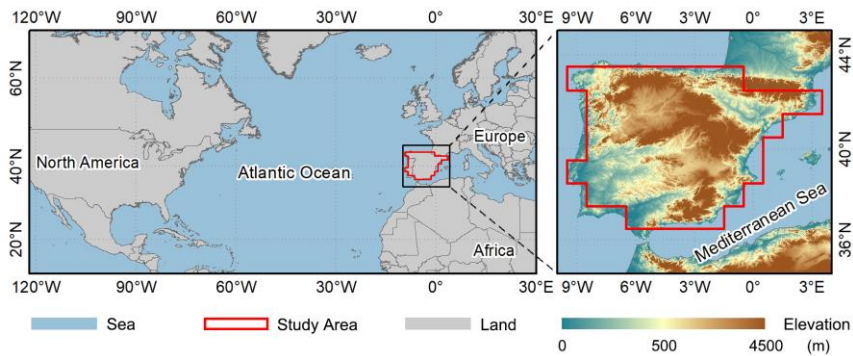 120°W 90°W 60°W 30°W 0° 30°E
9°W 6°W 3°W 0° 3°E
60°N
40°N
20°N
North America
Atlantic Ocean
Europe
Africa
44°N
40°N
36°N
Mediterranean Sea
120°W 90°W 60°W 30°W 0° 30°E
9°W 6°W 3°W 0° 3°E
Sea
Study Area
Land
Elevation
0 500 4500 (m)